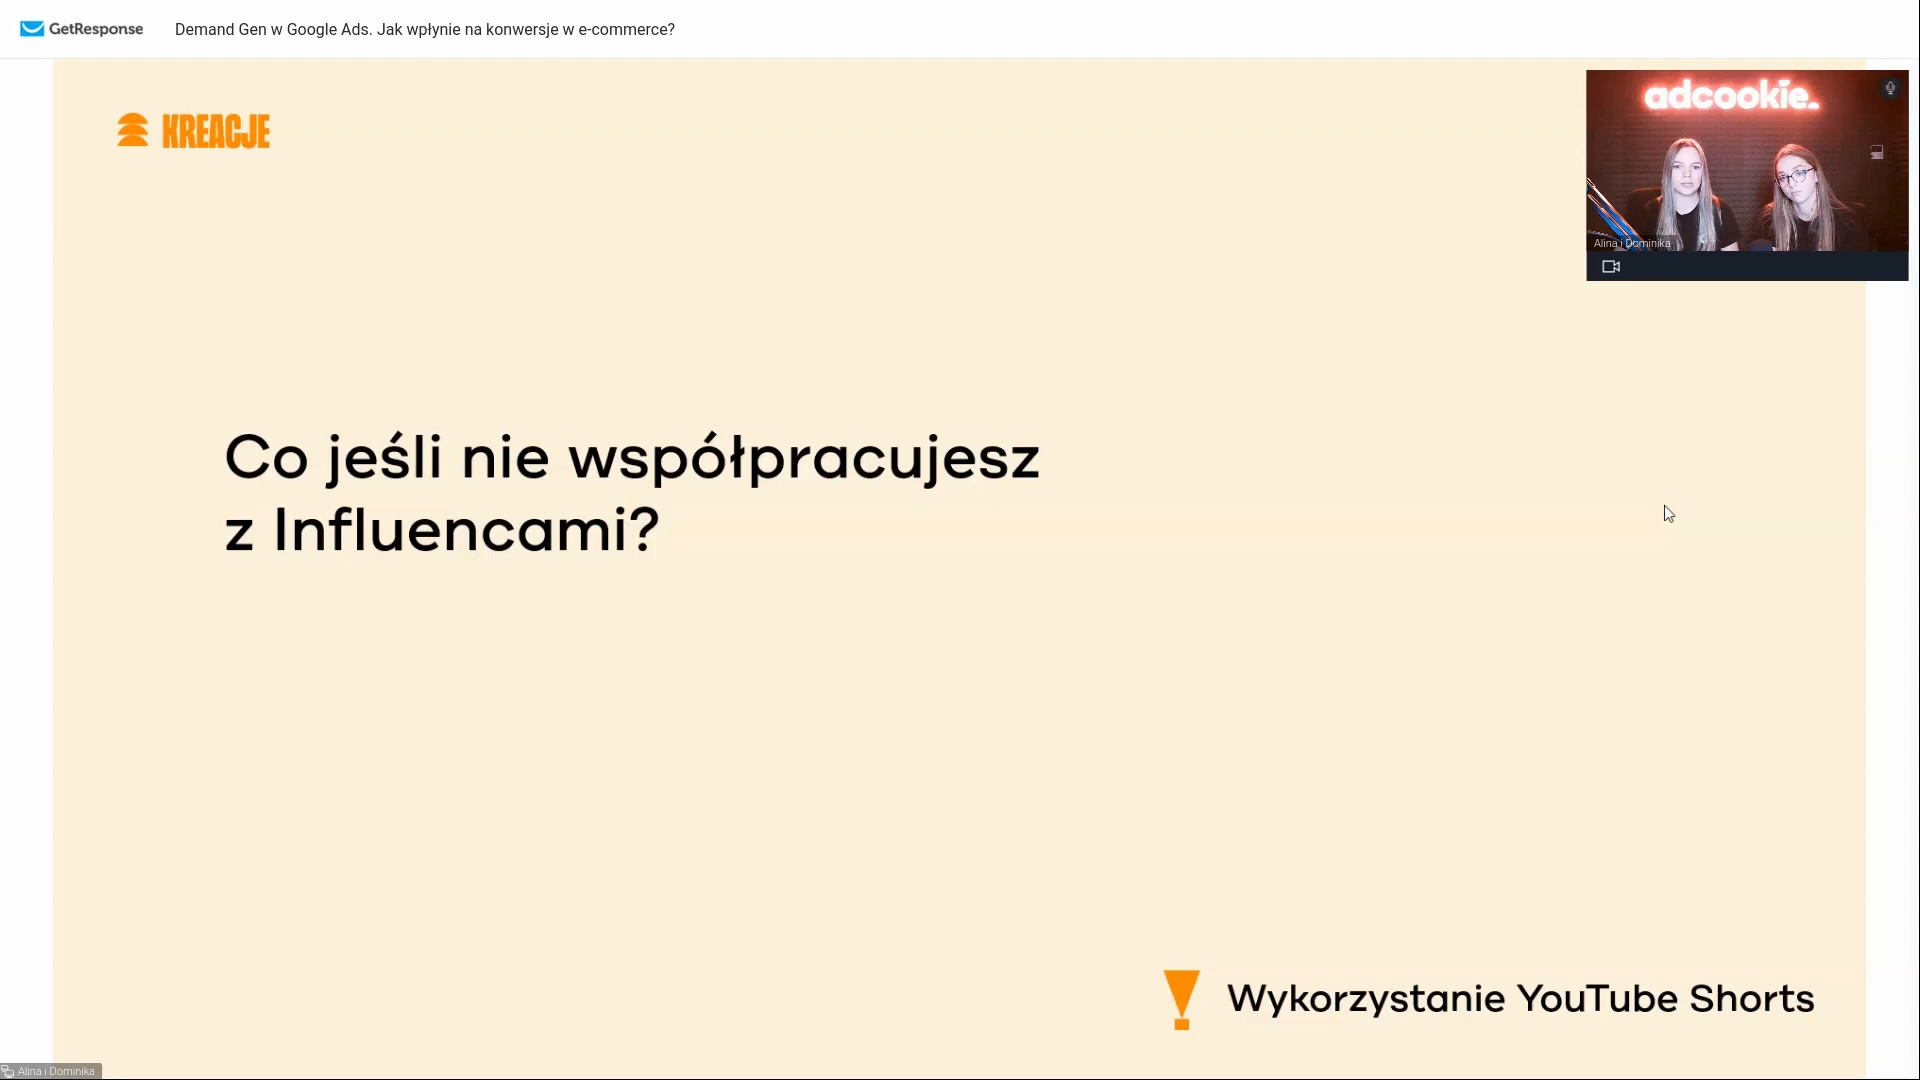 GetResponse
Demand Gen w Google Ads. Jak wpłynie na konwersje w e-commerce?
KREACJE
adcookie.
Alina i Dominika
Co jeśli nie współpracujesz
z Influencami?
Wykorzystanie YouTube Shorts
Alina i Dominika